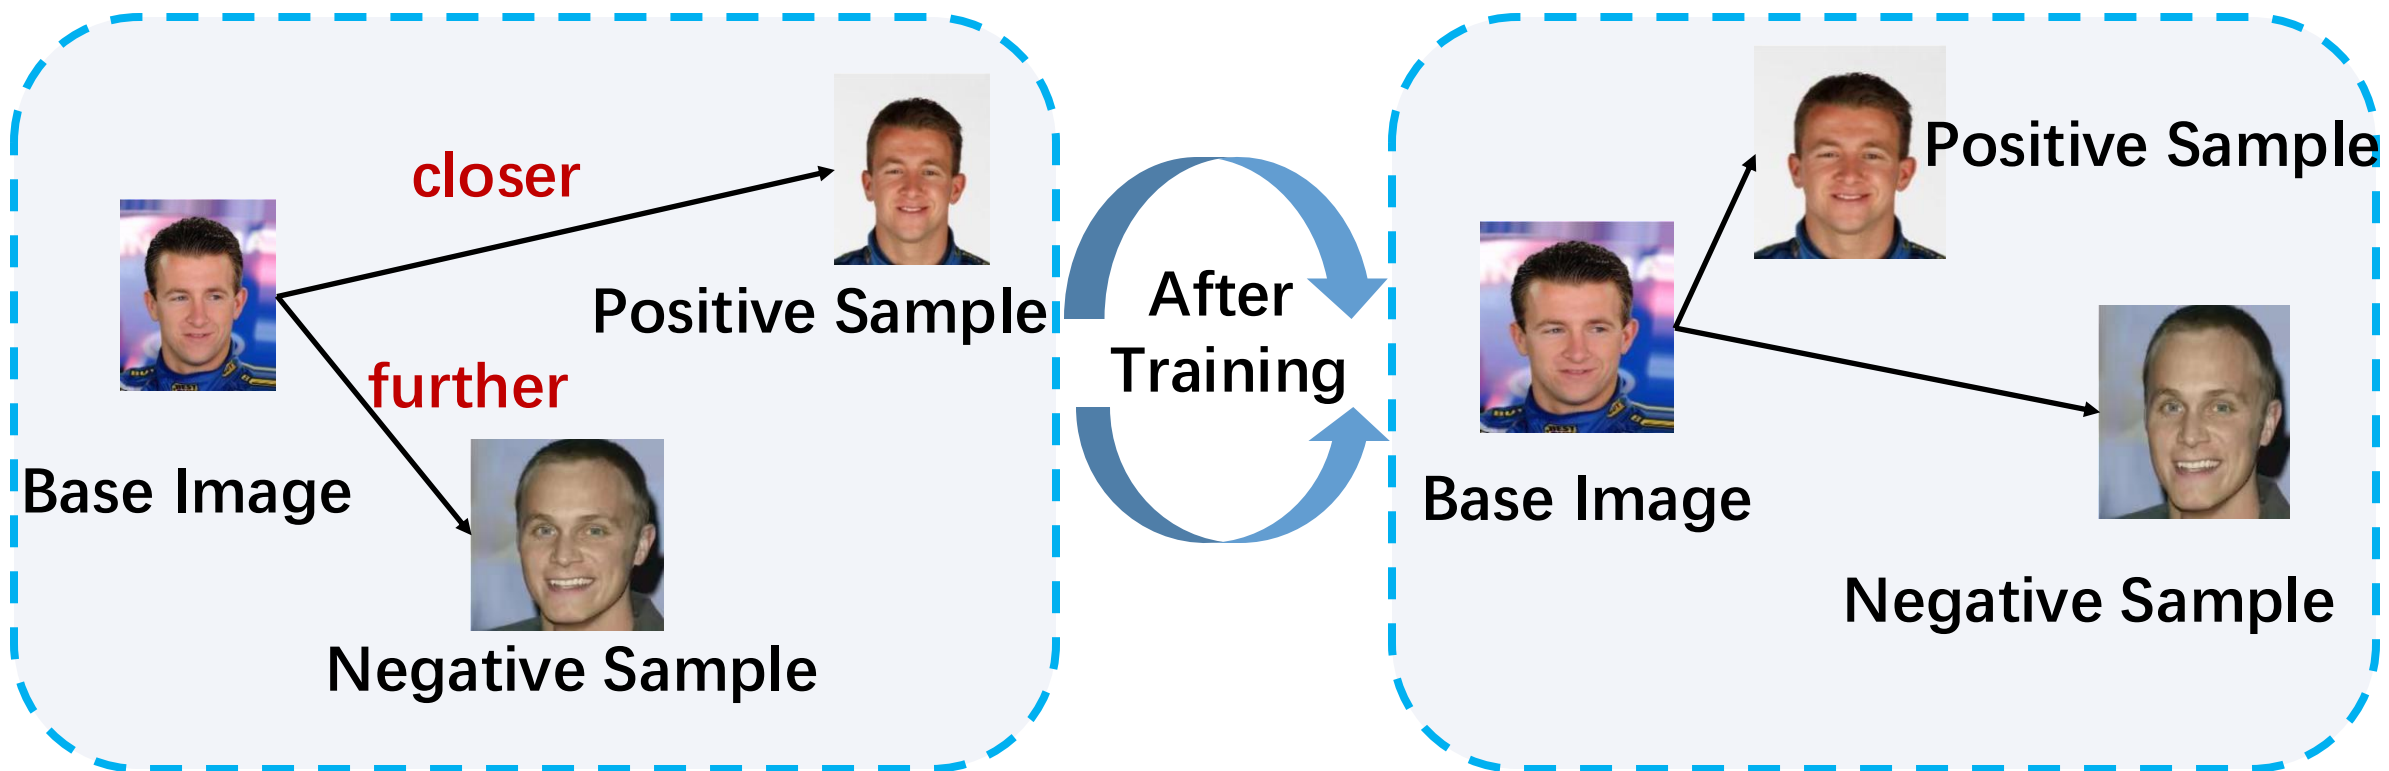 closer
Positive Sample
further
Base Image
Negative Sample
After
Training
Positive Sample
Base Image
Negative Sample